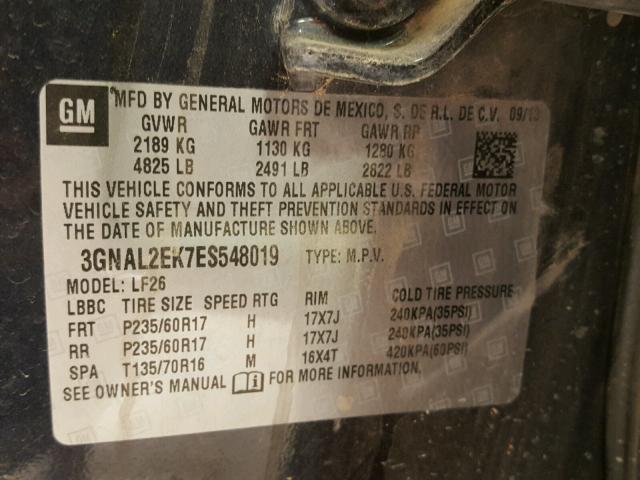 GM MFD BY GENERAL MOTORS DE MEXICO, S. DE R.L. DE C.V. 09/13
GVWR GAWR FRT GAWR RR
2189 KG 1130 KG 1280 KG
4825 LB 2491 LB 2822 LB
THIS VEHICLE CONFORMS TO ALL APPLICABLE U.S. FEDERAL MOTOR
VEHICLE SAFETY AND THEFT PREVENTION STANDARDS IN EFFECT ON
THE DATE OF MANUFACTURE SHOWN ABOVE.
3GNAL2EK7ES548019 TYPE: M.P.V.
MODEL: LF26
LBBC TIRE SIZE SPEED RTG RIM COLD TIRE PRESSURE
FRT P235/60R17 H 17X7J 240KPA(35PSI)
RR P235/60R17 H 17X7J 240KPA(35PSI)
SPA T135/70R16 M 16X4T 420KPA(60PSI)
SEE OWNER'S MANUAL FOR MORE INFORMATION.